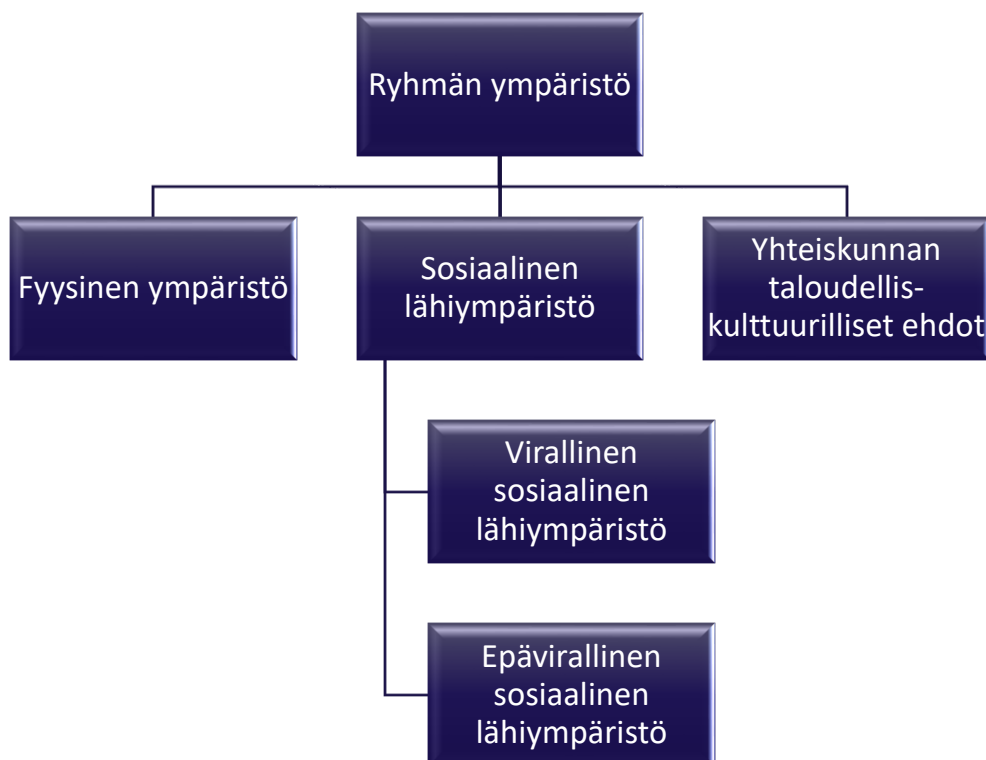 Ryhmän ympäristö
Fyysinen ympäristö
Sosiaalinen
lähiympäristö
Yhteiskunnan
taloudellis-
kulttuurilliset ehdot
Virallinen
sosiaalinen
lähiympäristö
Epävirallinen
sosiaalinen
lähiympäristö